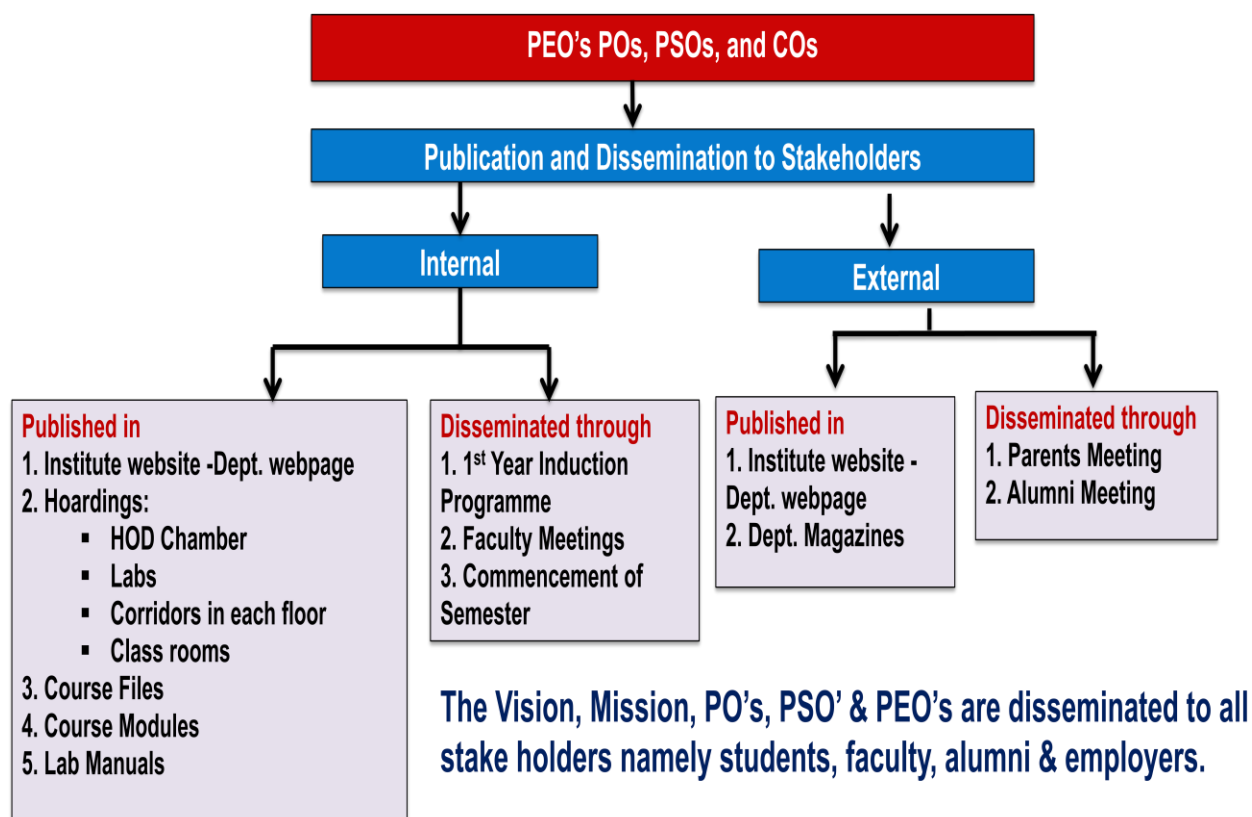 PEO’s POs, PSOs, and COs
Publication and Dissemination to Stakeholders
Internal
External
Published in
1. Institute website -Dept. webpage
2. Hoardings:
▪ HOD Chamber
▪ Labs
▪ Corridors in each floor
▪ Class rooms
3. Course Files
4. Course Modules
5. Lab Manuals
Disseminated through
1. 1st Year Induction
Programme
2. Faculty Meetings
3. Commencement of
Semester
Published in
1. Institute website -
Dept. webpage
2. Dept. Magazines
Disseminated through
1. Parents Meeting
2. Alumni Meeting
The Vision, Mission, PO’s, PSO’ & PEO’s are disseminated to all
stake holders namely students, faculty, alumni & employers.